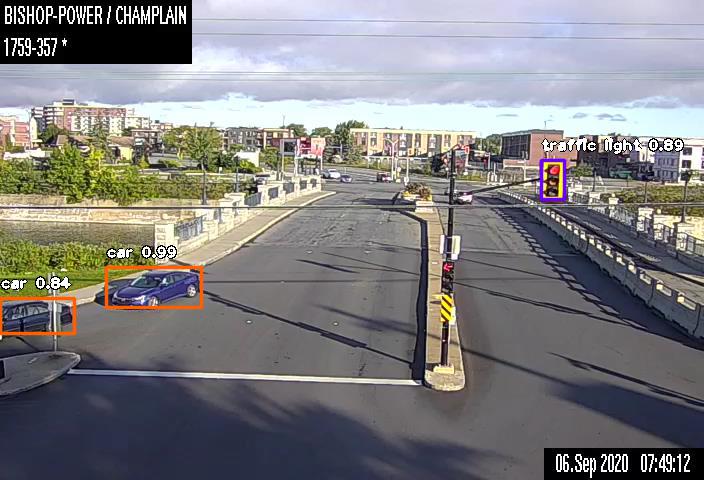 BISHOP-POWER / CHAMPLAIN
1759-357 *
traffic light 0.89
car 0.99
car 0.84
06.Sep 2020 07:49:12